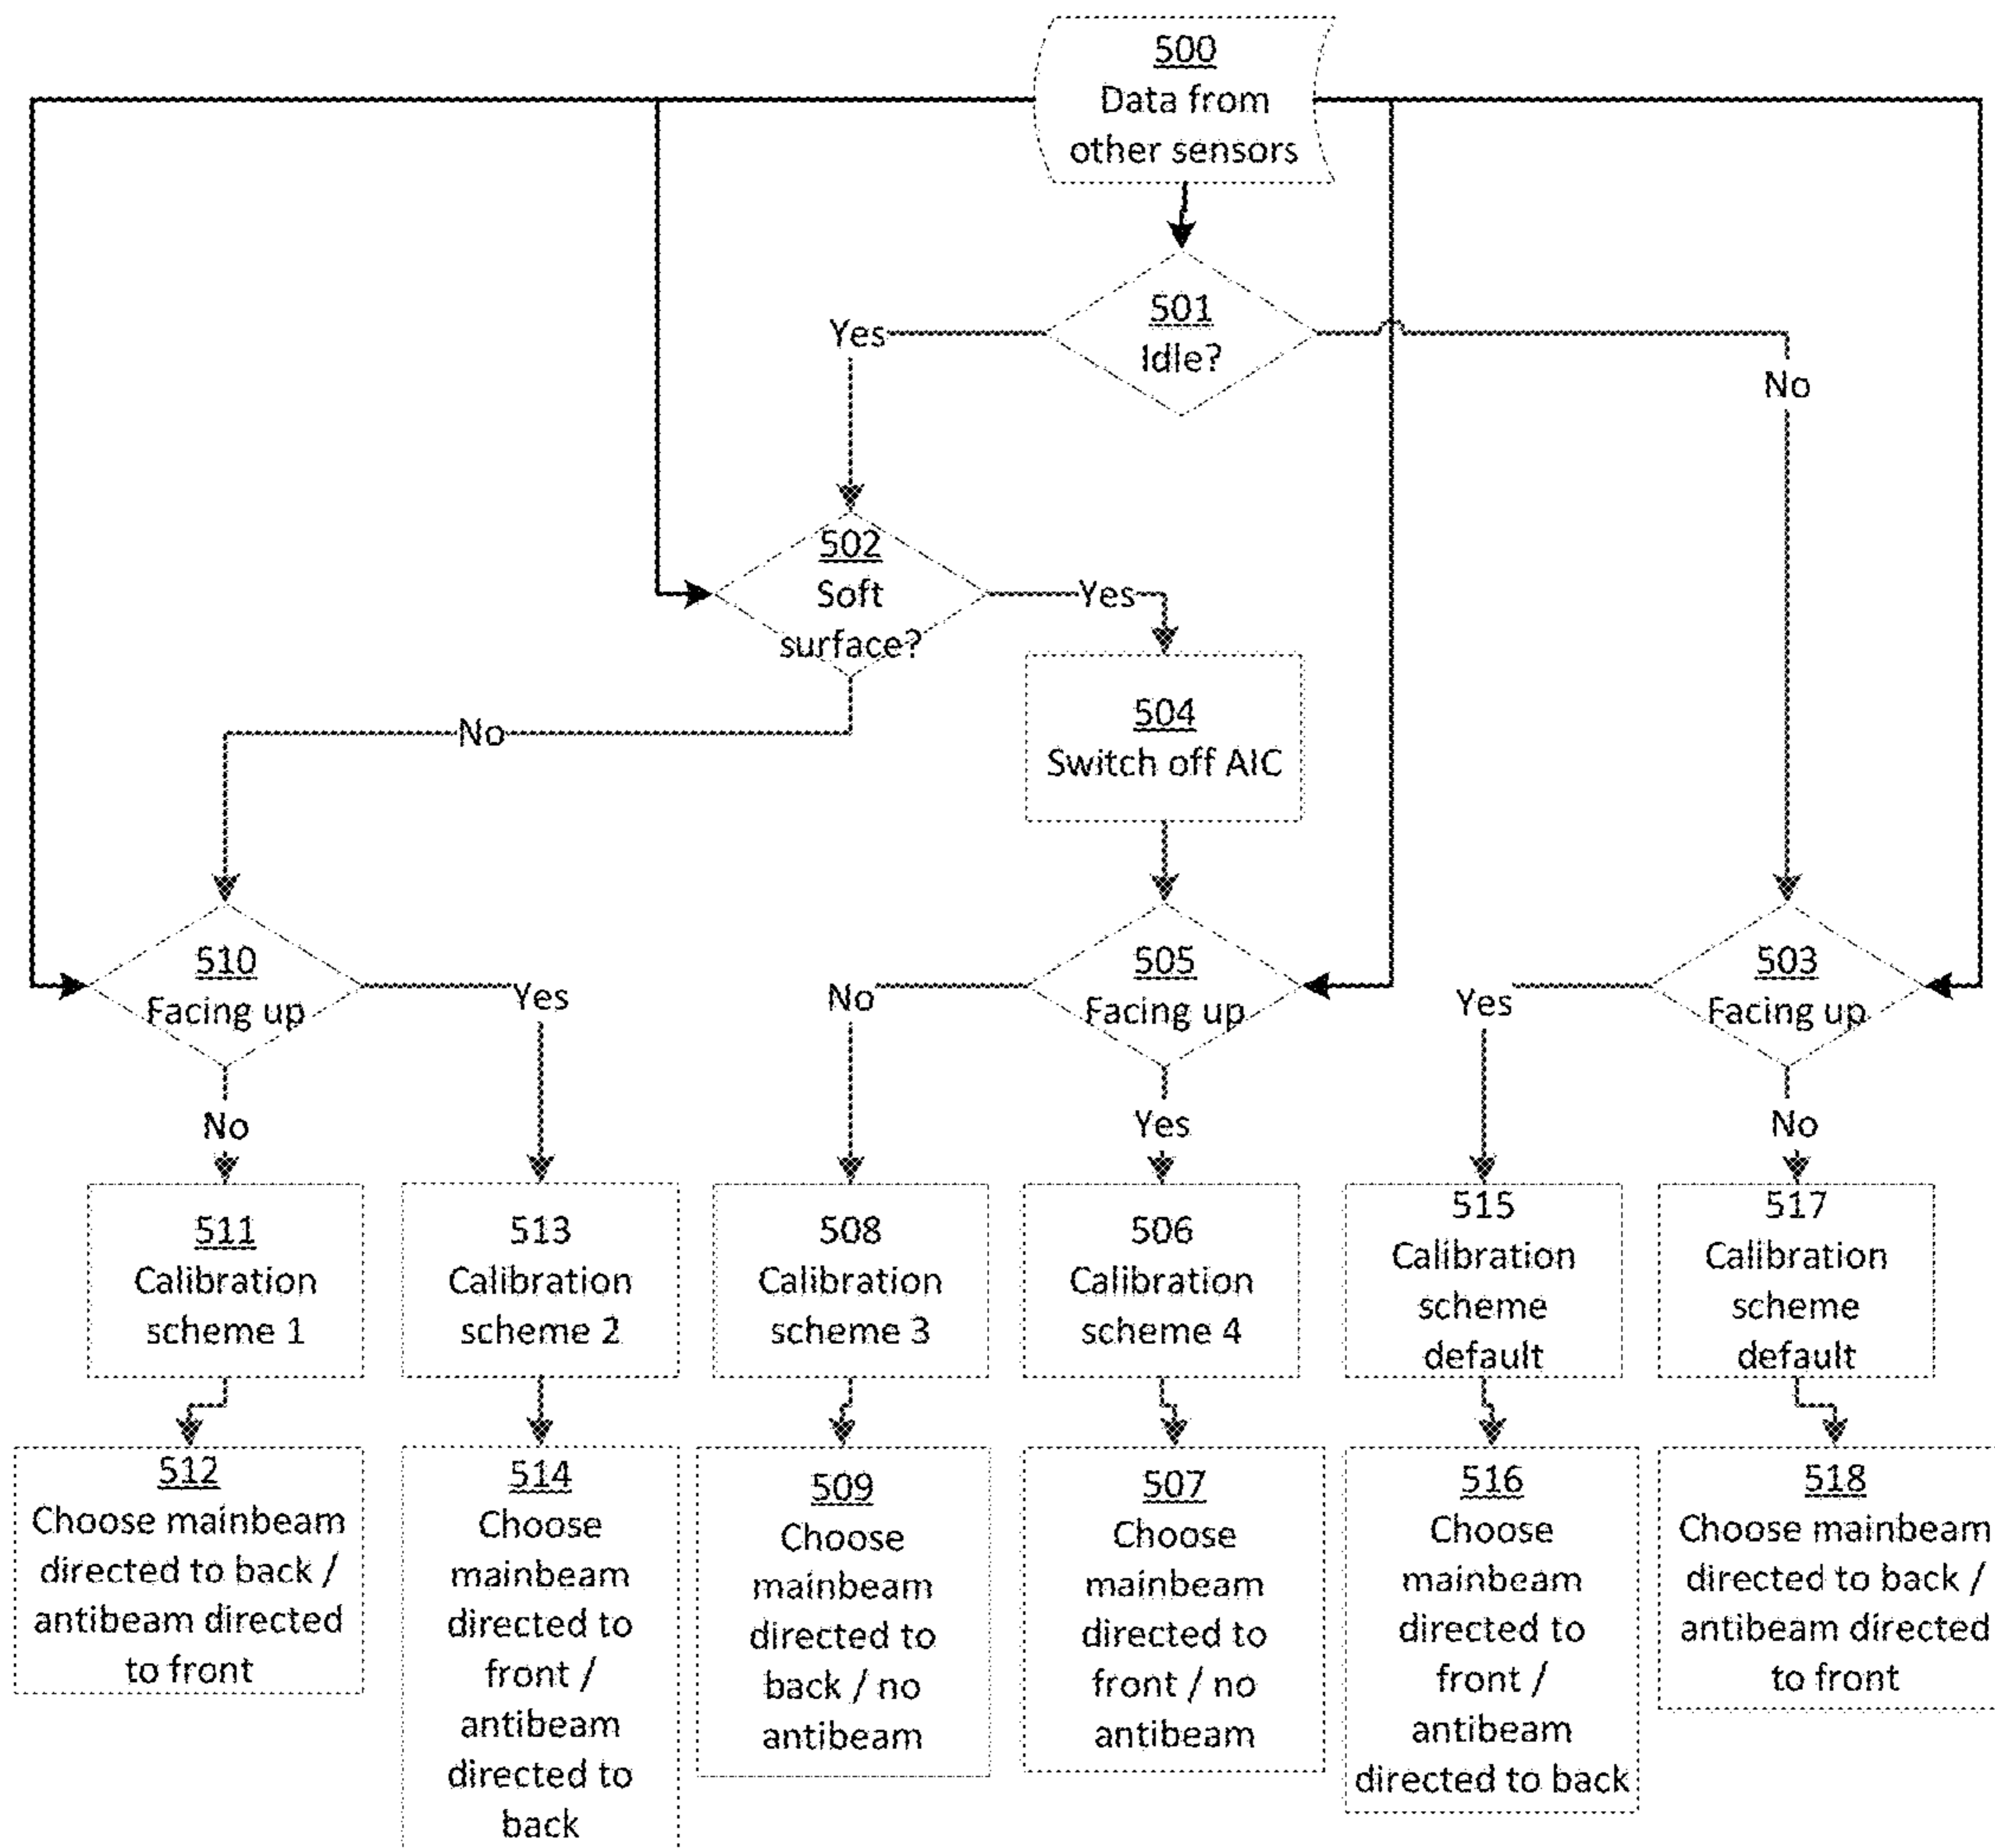 500
Data from
other sensors
501
Idle?
Yes
No
502
Soft
surface?
Yes
No
504
Switch off AIC
510
Facing up
Yes
No
505
Facing up
No
Yes
503
Facing up
Yes
No
511
Calibration
scheme 1
513
Calibration
scheme 2
508
Calibration
scheme 3
506
Calibration
scheme 4
515
Calibration
scheme
default
517
Calibration
scheme
default
512
Choose mainbeam
directed to back /
antibeam directed
to front
514
Choose
mainbeam
directed to
front /
antibeam
directed to
back
509
Choose
mainbeam
directed to
back / no
antibeam
507
Choose
mainbeam
directed to
front / no
antibeam
516
Choose
mainbeam
directed to
front /
antibeam
directed to back
518
Choose mainbeam
directed to back /
antibeam directed
to front